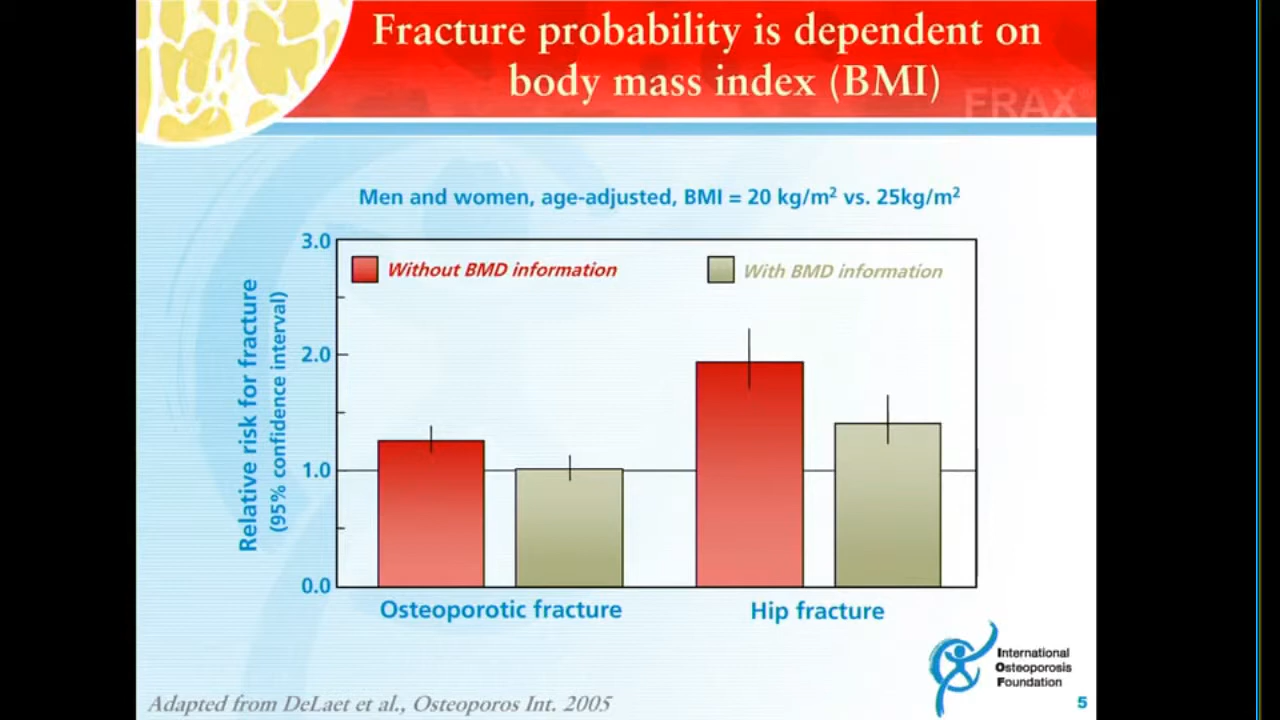 Fracture probability is dependent on
body mass index (BMI)
FRAX
Men and women, age-adjusted, BMI = 20 kg/m² vs. 25kg/m²
3.0
Without BMD information
With BMD information
Relative risk for fracture
(95% confidence interval)
2.0
1.0
0.0
Osteoporotic fracture
Hip fracture
International
Osteoporosis
Foundation
Adapted from DeLaet et al., Osteoporos Int. 2005
5